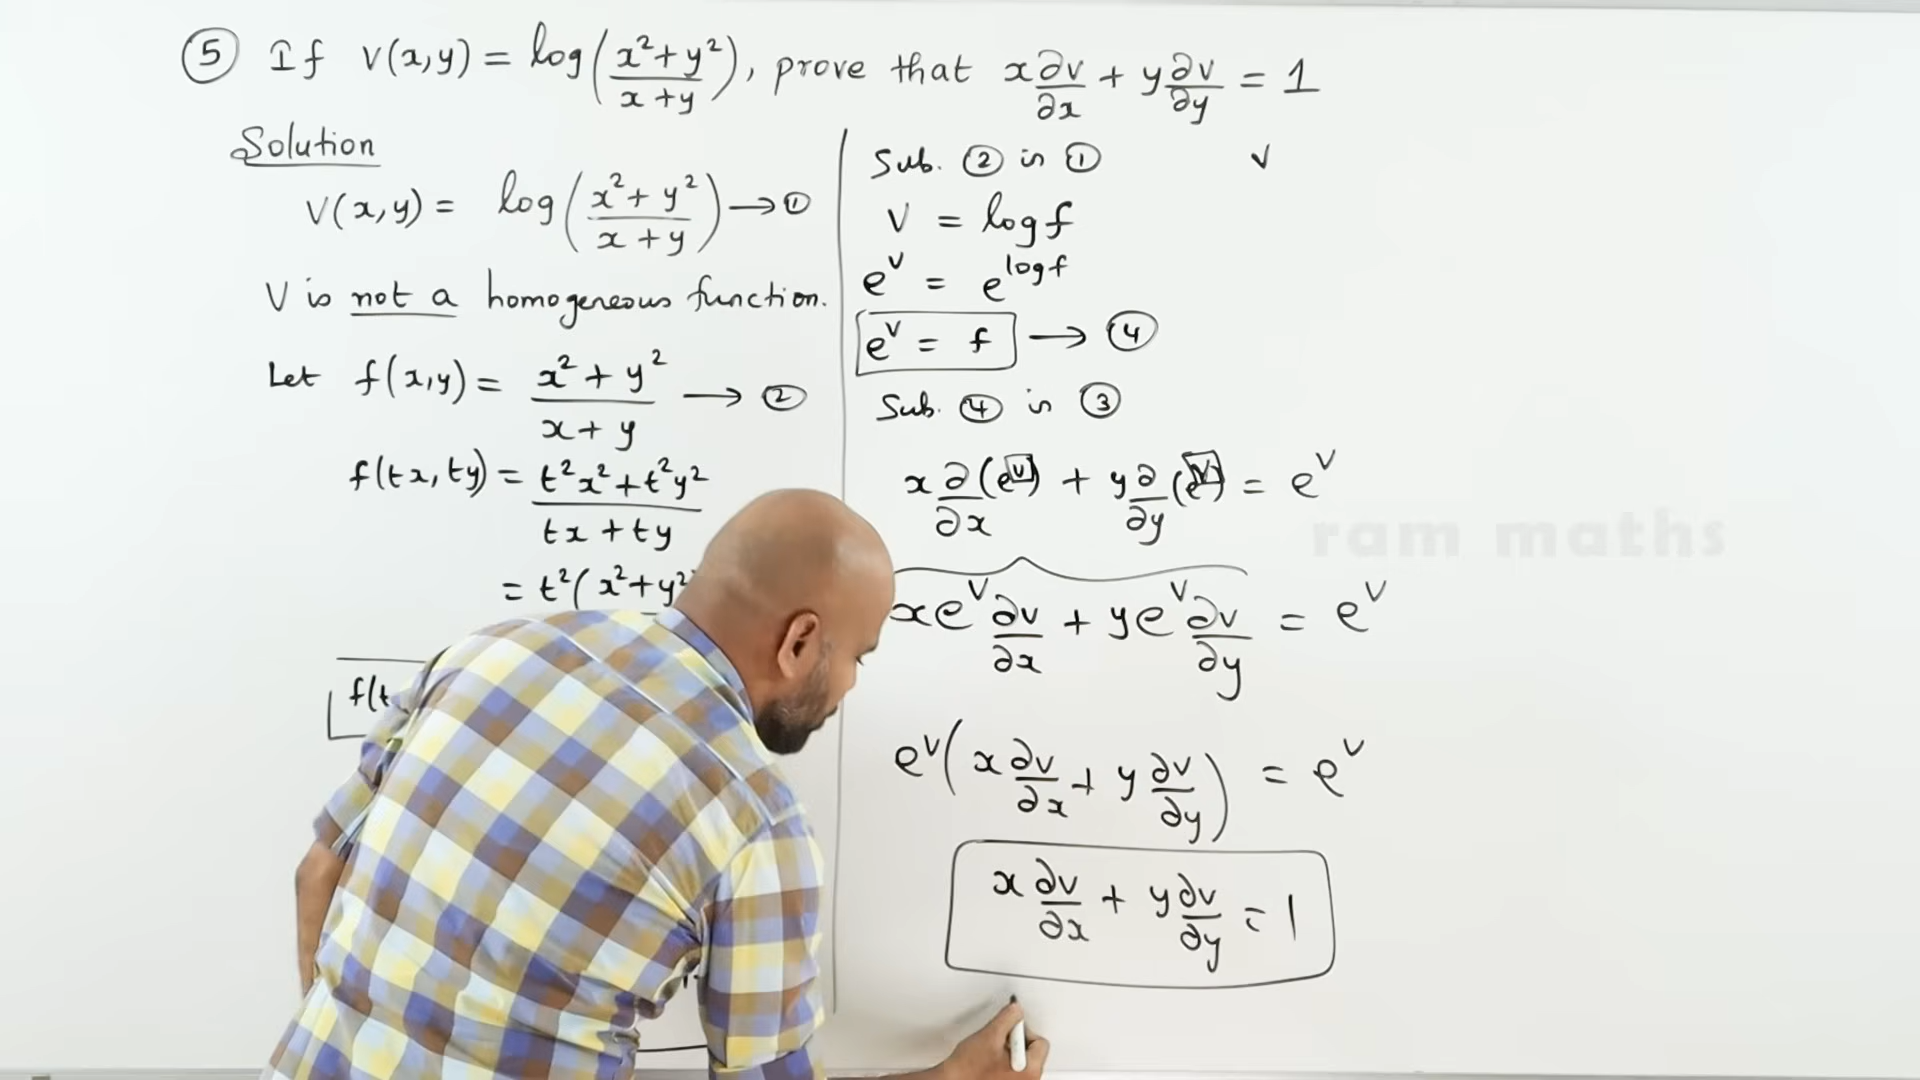 ⑤ If v(x,y) = log(x²+y² / x+y), prove that x ∂v/∂x + y ∂v/∂y = 1
Solution
V(x,y) = log(x²+y² / x+y) → ①
V is not a homogeneous function.
Let f(x,y) = x²+y² / x+y → ②
f(tx, ty) = t²x²+t²y² / tx+ty
= t²(x²+y²
f(t
Sub. ② in ①
v
V = log f
e^V = e^log f
e^V = f → ④
Sub. ④ in ③
x ∂/∂x (e^V) + y ∂/∂y (e^V) = e^V
xe^V ∂v/∂x + ye^V ∂v/∂y = e^V
e^V (x ∂v/∂x + y ∂v/∂y) = e^V
x ∂v/∂x + y ∂v/∂y = 1
ram maths